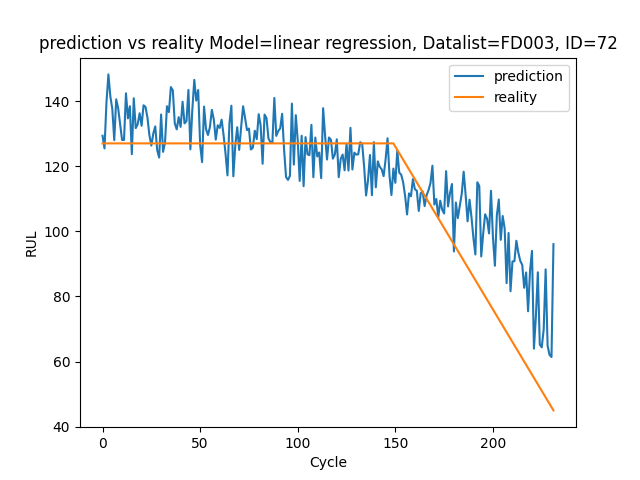 prediction vs reality Model=linear regression, Datalist=FD003, ID=72
prediction
reality
RUL
140
120
100
80
60
40
0
50
100
150
200
Cycle